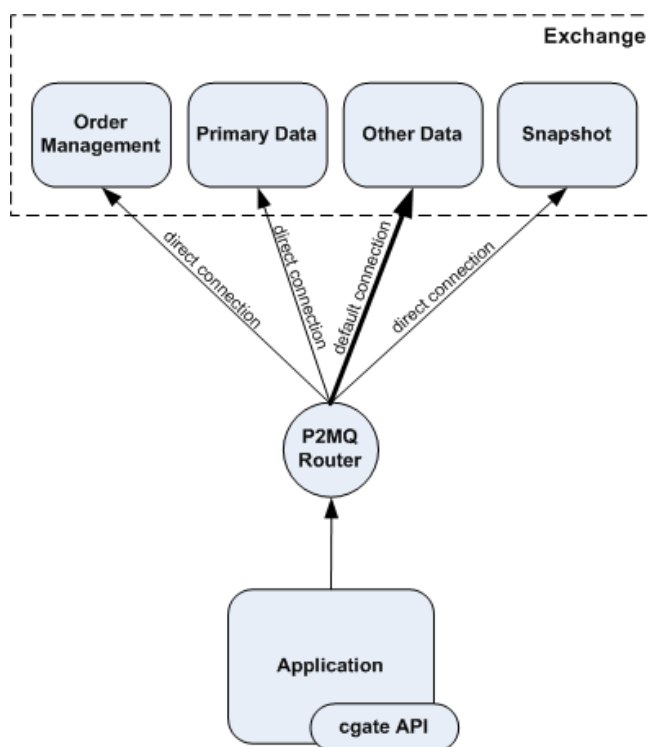 Exchange
Order
Management
Primary Data
Other Data
Snapshot
direct connection
direct connection
default connection
direct connection
P2MQ
Router
Application
cgate API